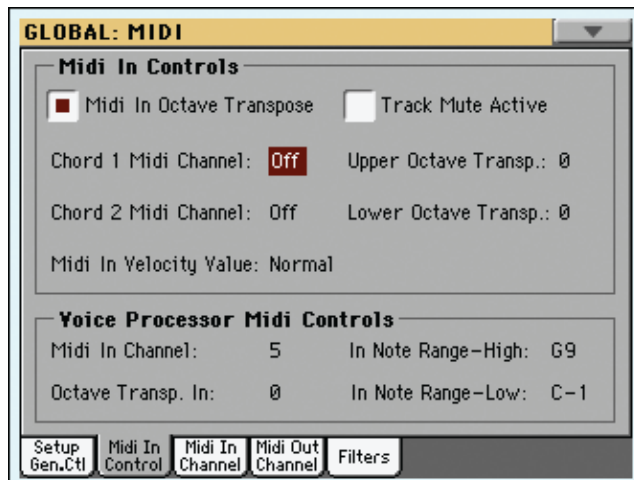 GLOBAL: MIDI
Midi In Controls
Midi In Octave Transpose Track Mute Active
Chord 1 Midi Channel: Off Upper Octave Transp.: 0
Chord 2 Midi Channel: Off Lower Octave Transp.: 0
Midi In Velocity Value: Normal
Voice Processor Midi Controls
Midi In Channel: 5 In Note Range-High: G9
Octave Transp. In: 0 In Note Range-Low: C-1
Setup Gen.Ctl Midi In Control Midi In Channel Midi Out Channel Filters